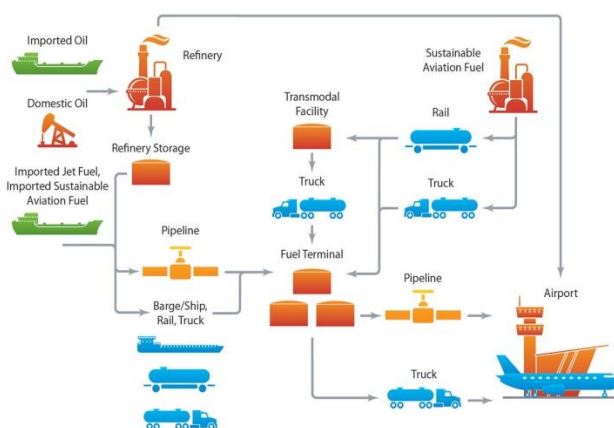 Imported Oil
Refinery
Sustainable
Aviation Fuel
Domestic Oil
Transmodal
Facility
Rail
Refinery Storage
Imported Jet Fuel,
Imported Sustainable
Aviation Fuel
Truck
Truck
Pipeline
Fuel Terminal
Pipeline
Airport
Barge/Ship,
Rail, Truck
Truck